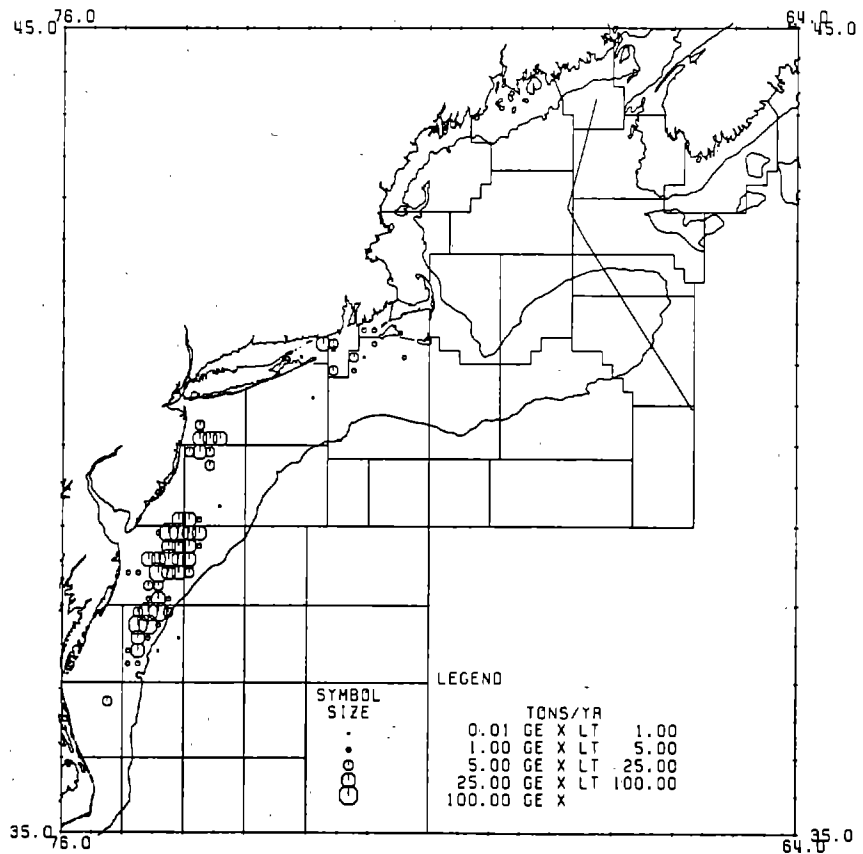 76.0 64.0
45.0 45.0
LEGEND
SYMBOL
SIZE
TONS/YR
0.01 GE X LT 1.00
1.00 GE X LT 5.00
5.00 GE X LT 25.00
25.00 GE X LT 100.00
100.00 GE X
35.0 35.0
76.0 64.0